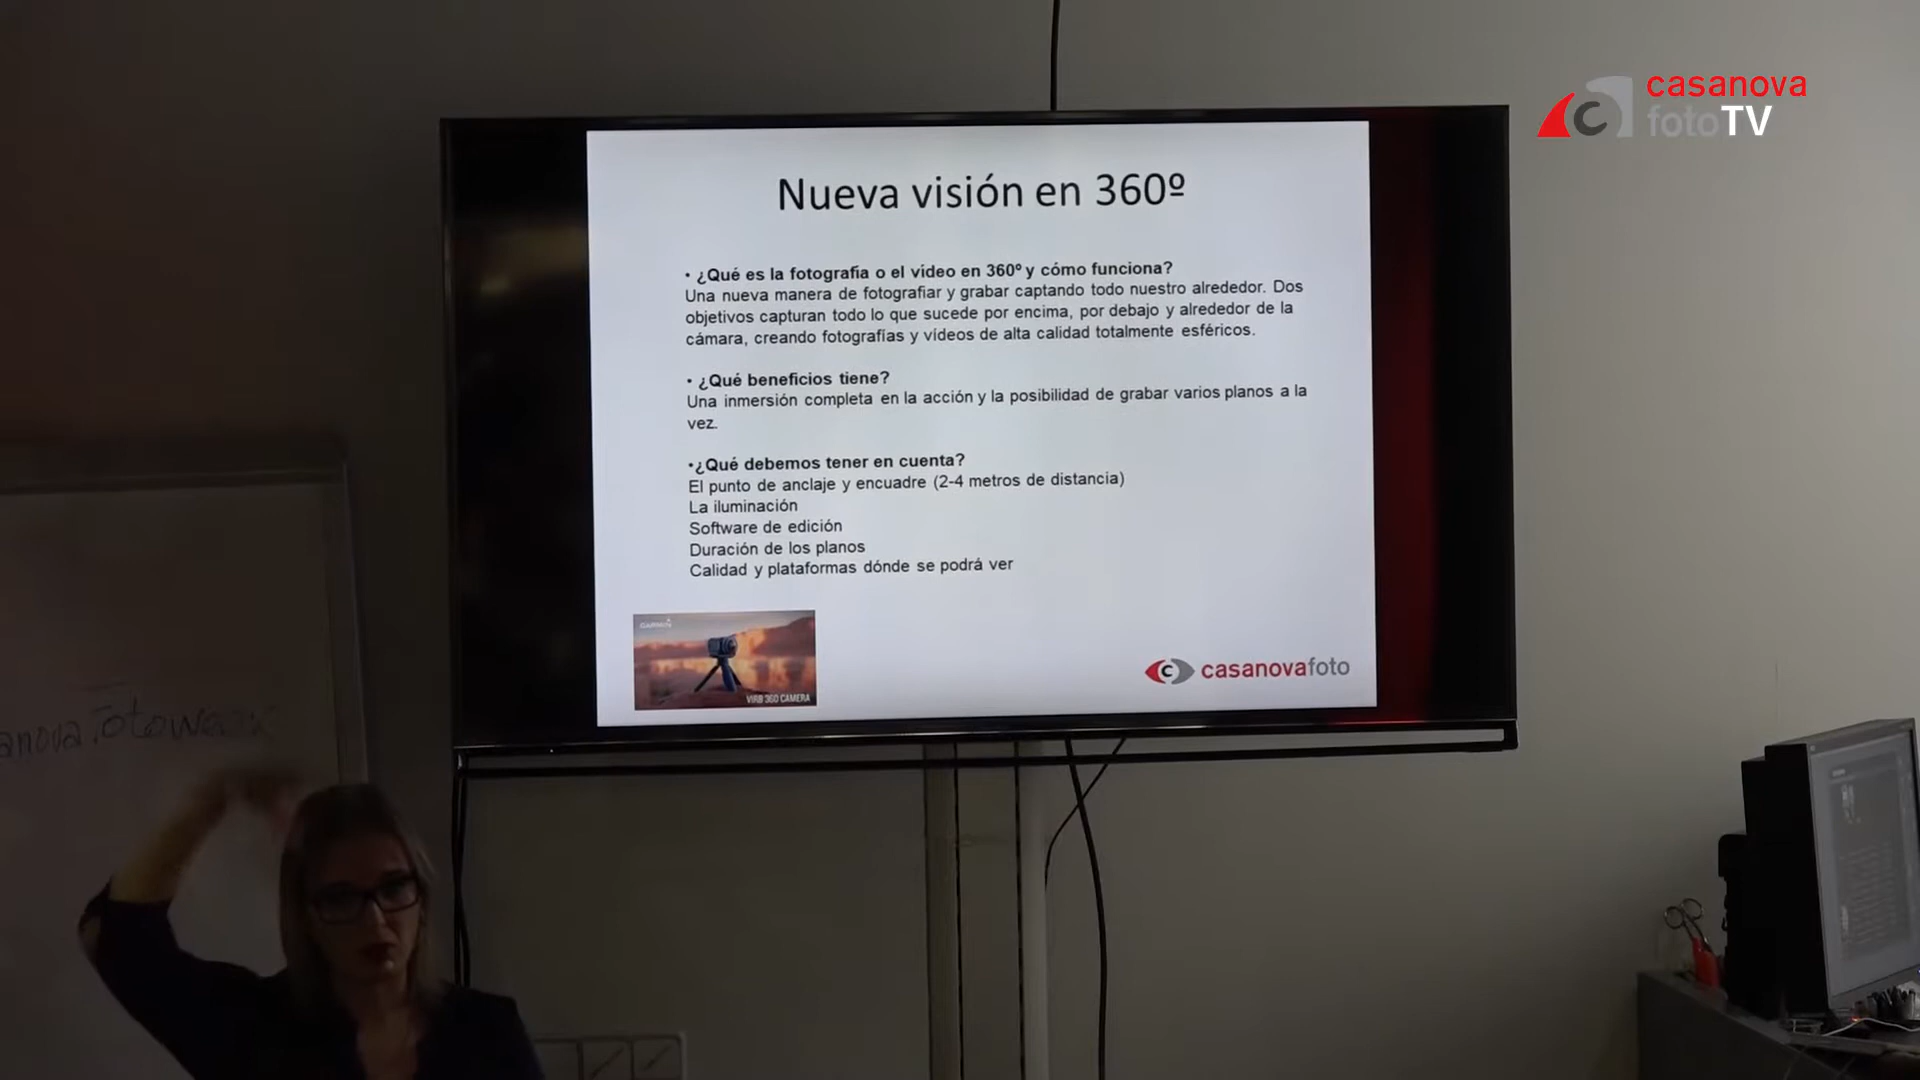 casanova
fotoTV
Nueva visión en 360º
• ¿Qué es la fotografía o el vídeo en 360º y cómo funciona?
Una nueva manera de fotografiar y grabar captando todo nuestro alrededor. Dos
objetivos capturan todo lo que sucede por encima, por debajo y alrededor de la
cámara, creando fotografías y vídeos de alta calidad totalmente esféricos.
• ¿Qué beneficios tiene?
Una inmersión completa en la acción y la posibilidad de grabar varios planos a la
vez.
•¿Qué debemos tener en cuenta?
El punto de anclaje y encuadre (2-4 metros de distancia)
La iluminación
Software de edición
Duración de los planos
Calidad y plataformas dónde se podrá ver
GARMIN
VIRB 360 CAMERA
casanovafoto